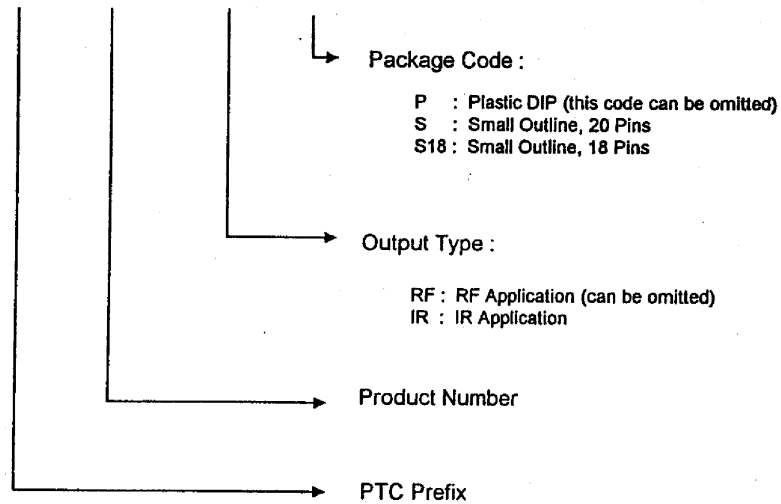 Package Code :
P : Plastic DIP (this code can be omitted)
S : Small Outline, 20 Pins
S18 : Small Outline, 18 Pins
Output Type :
RF : RF Application (can be omitted)
IR : IR Application
Product Number
PTC Prefix